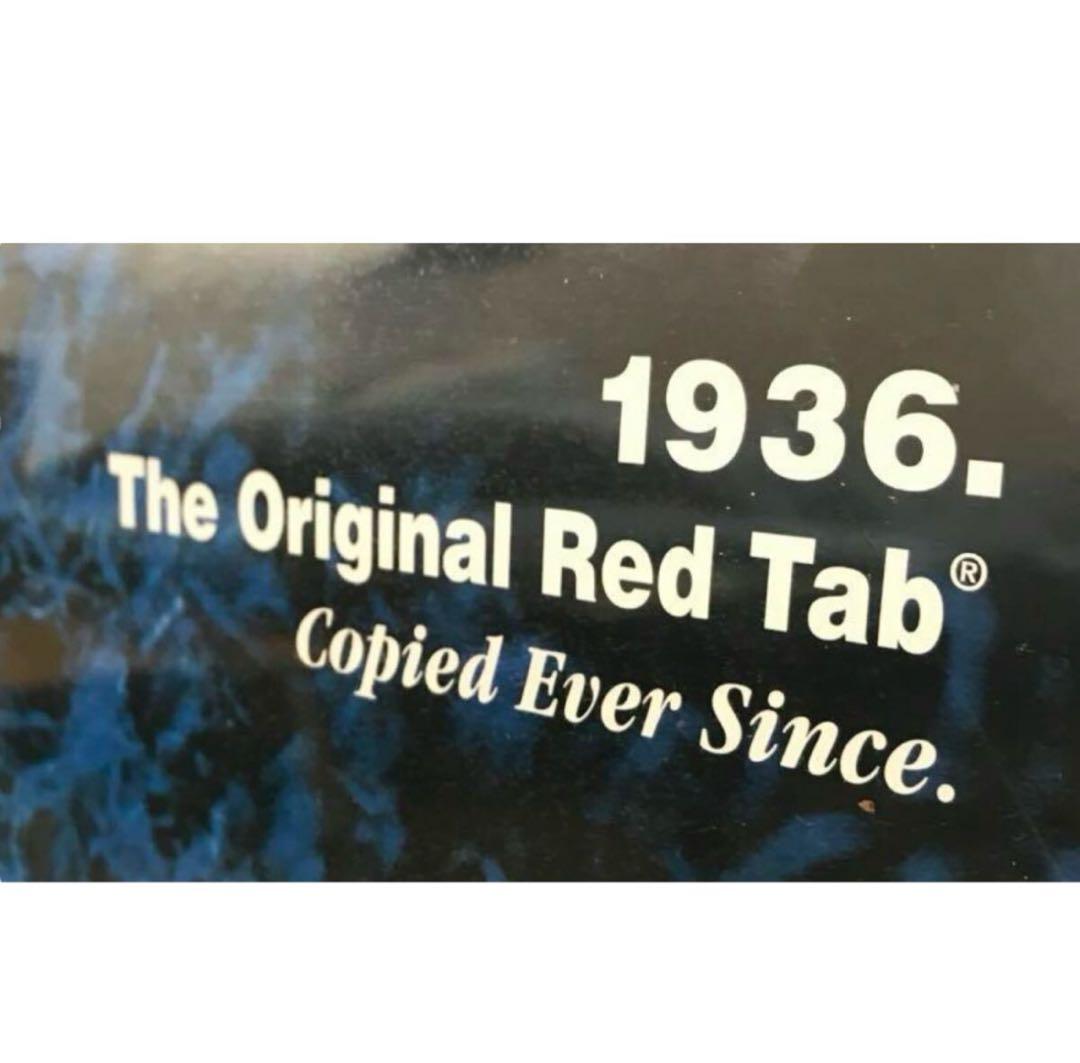 1936.
The Original Red Tab®
Copied Ever Since.